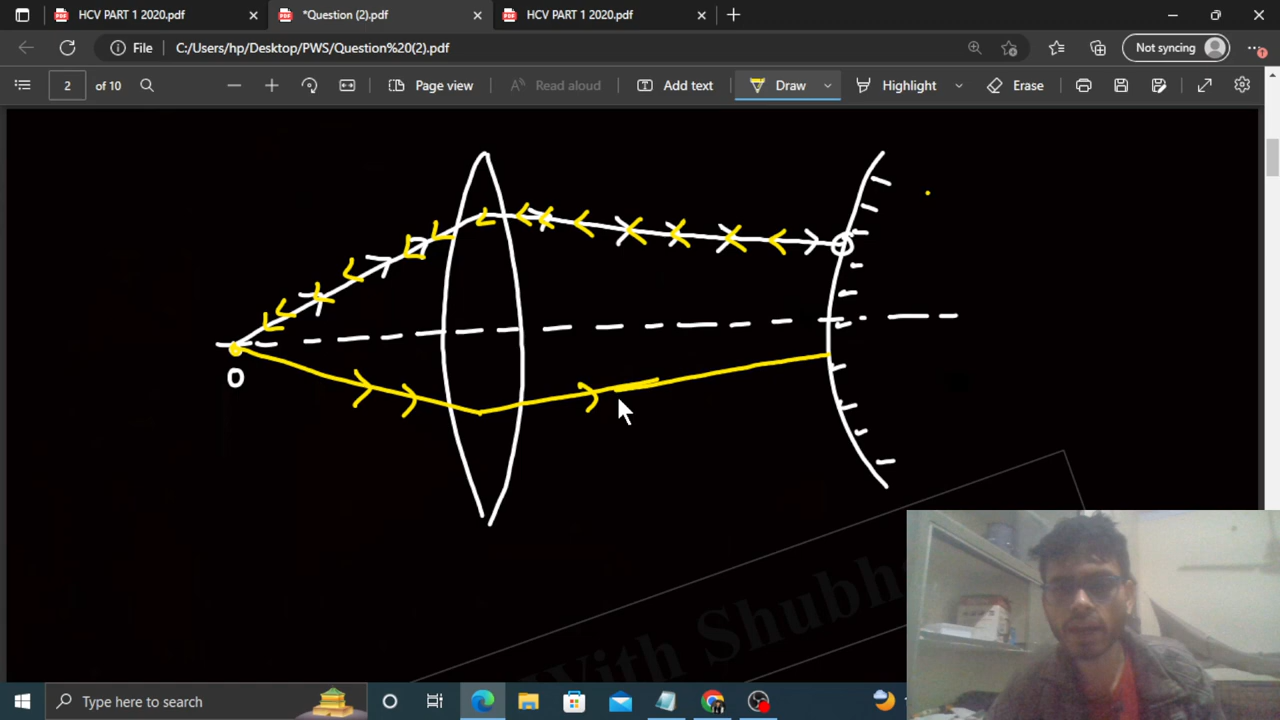 HCV PART 1 2020.pdf
*Question (2).pdf
HCV PART 1 2020.pdf
File
C:/Users/hp/Desktop/PWS/Question%20(2).pdf
Not syncing
2 of 10
Page view
Read aloud
Add text
Draw
Highlight
Erase
O
With Shubh
Type here to search